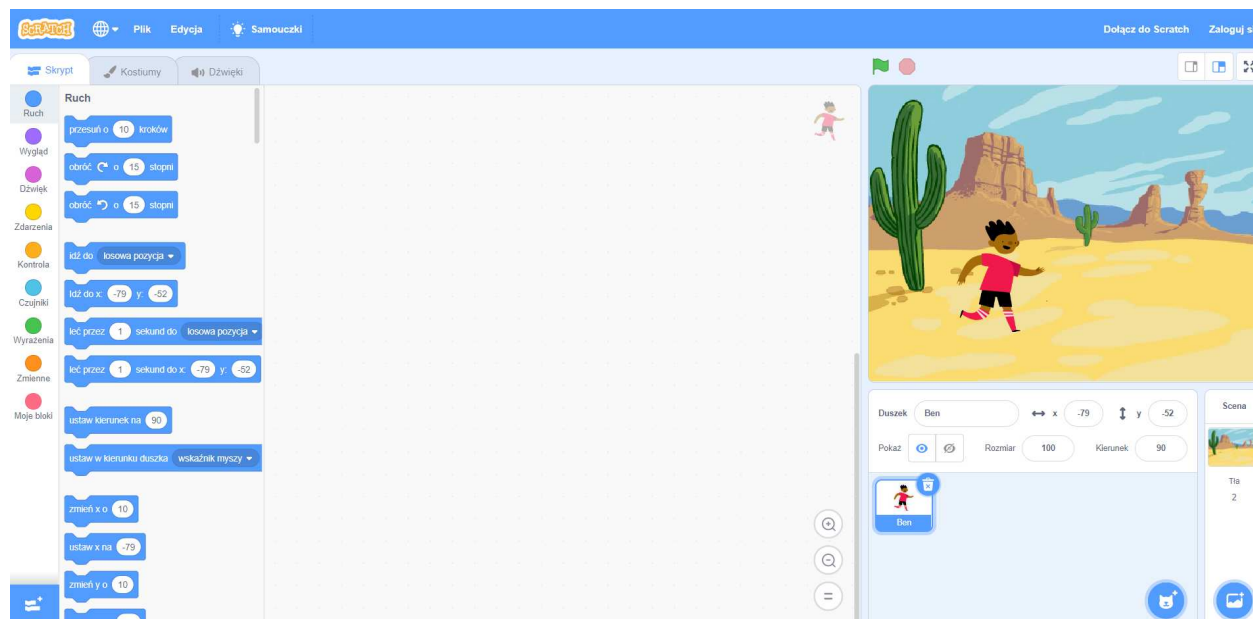 SCRATCH Plik Edycja Samouczki Dołącz do Scratch Zaloguj s
Skrypt Kostiumy Dźwięki
Ruch
Wygląd
Dźwięk
Zdarzenia
Kontrola
Czujniki
Wyrażenia
Zmienne
Moje bloki
Ruch
przesuń o 10 kroków
obróć o 15 stopni
obróć o 15 stopni
idź do losowa pozycja
Idź do x: -79 y: -52
leć przez 1 sekund do losowa pozycja
leć przez 1 sekund do x: -79 y: -52
ustaw kierunek na 90
ustaw w kierunku duszka wskaźnik myszy
zmień x o 10
ustaw x na -79
zmień y o 10
Duszek Ben x -79 y -52
Pokaż Rozmiar 100 Kierunek 90
Ben
Scena
Tła
2